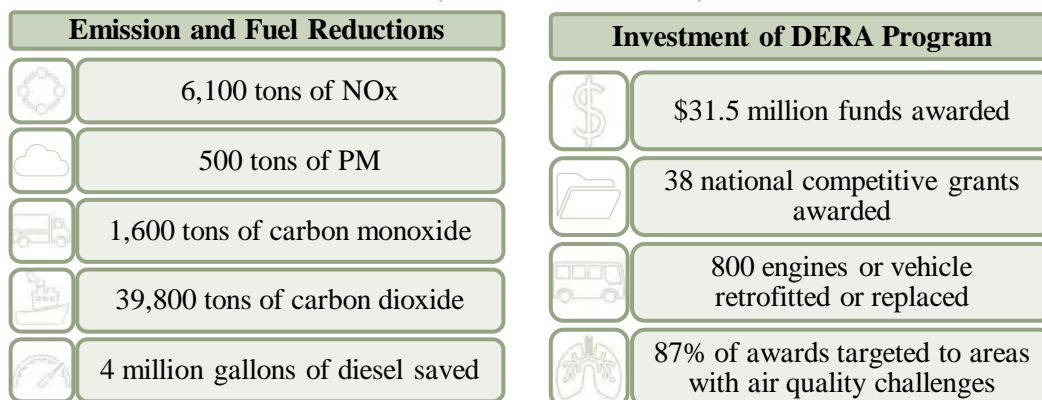 Emission and Fuel Reductions
6,100 tons of NOx
500 tons of PM
1,600 tons of carbon monoxide
39,800 tons of carbon dioxide
4 million gallons of diesel saved
Investment of DERA Program
$31.5 million funds awarded
38 national competitive grants
awarded
800 engines or vehicle
retrofitted or replaced
87% of awards targeted to areas
with air quality challenges